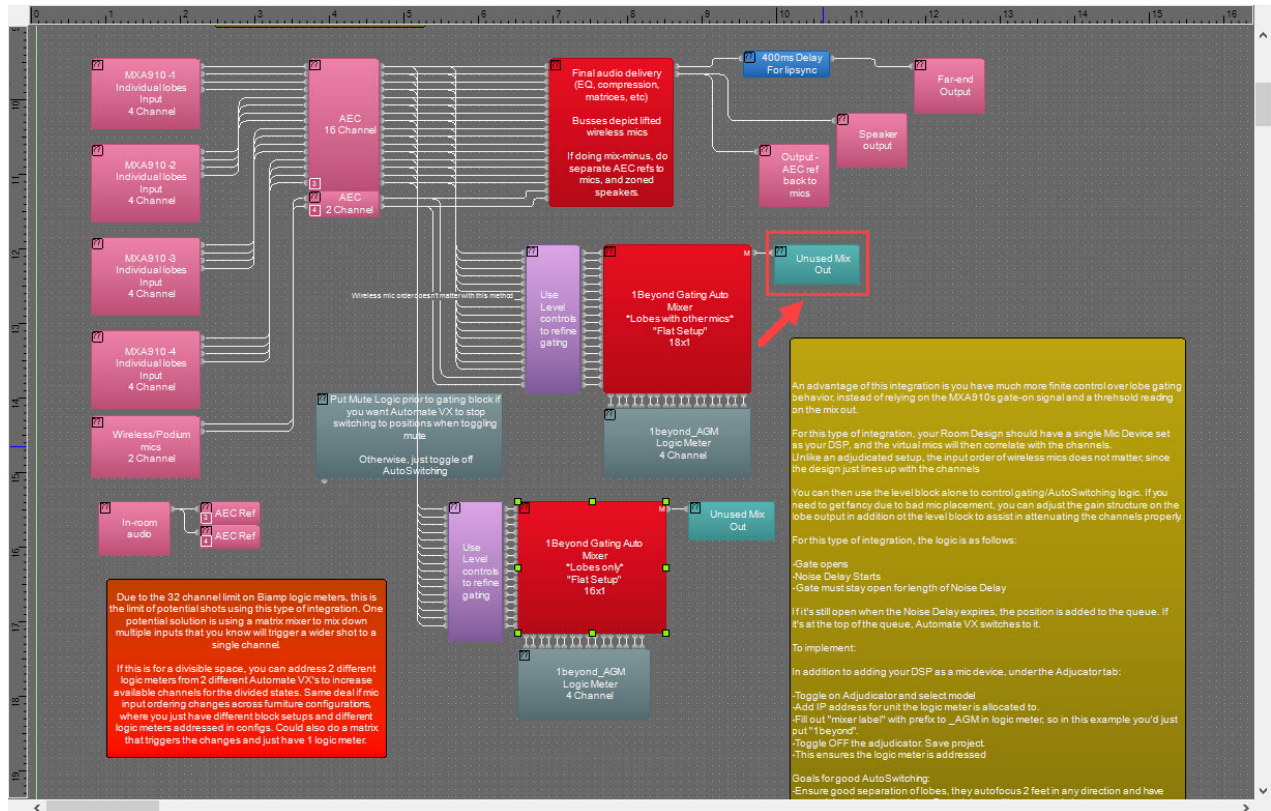 0 1 2 3 4 5 6 7 8 9 10 11 12 13 14 15 16
MXA910 -1
Individual lobes
Input
4 Channel
MXA910 -2
Individual lobes
Input
4 Channel
MXA910 -3
Individual lobes
Input
4 Channel
MXA910 -4
Individual lobes
Input
4 Channel
Wireless/Podium
mics
2 Channel
In-room
audio
3
AEC Ref
4
AEC Ref
AEC
16 Channel
3
AEC
4
2 Channel
Final audio delivery
(EQ, compression,
matrices, etc)
Busses depict lifted
wireless mics
If doing mix-minus, do
separate AEC refs to
mics, and zoned
speakers.
400ms Delay
For lipsync
Far-end
Output
Speaker
output
Output -
AEC ref
back to
mics
Wireless mic order doesn't matter with this method
Use
Level
controls
to refine
gating
1Beyond Gating Auto
Mixer
*Lobes with other mics*
"Flat Setup"
18x1
M
Unused Mix
Out
1beyond_AGM
Logic Meter
4 Channel
Put Mute Logic prior to gating block if
you want Automate VX to stop
switching to positions when toggling
mute
Otherwise, just toggle off
AutoSwitching
Use
Level
controls
to refine
gating
1Beyond Gating Auto
Mixer
*Lobes only*
"Flat Setup"
16x1
M
Unused Mix
Out
1beyond_AGM
Logic Meter
4 Channel
Due to the 32 channel limit on Biamp logic meters, this is
the limit of potential shots using this type of integration. One
potential solution is using a matrix mixer to mix down
multiple inputs that you know will trigger a wider shot to a
single channel.
If this is for a divisible space, you can address 2 different
logic meters from 2 different Automate VX's to increase
available channels for the divided states. Same deal if mic
input ordering changes across furniture configurations,
where you just have different block setups and different
logic meters addressed in configs. Could also do a matrix
that triggers the changes and just have 1 logic meter.
An advantage of this integration is you have much more finite control over lobe gating
behavior, instead of relying on the MXA910s gate-on signal and a threhsold reading
on the mix out.
For this type of integration, your Room Design should have a single Mic Device set
as your DSP, and the virtual mics will then correlate with the channels.
Unlike an adjudicated setup, the input order of wireless mics does not matter, since
the design just lines up with the channels
You can then use the level block alone to control gating/AutoSwitching logic. If you
need to get fancy due to bad mic placement, you can adjust the gain structure on the
lobe output in addition ot the level block to assist in attenuating the channels properly.
For this type of integration, the logic is as follows:
-Gate opens
-Noise Delay Starts
-Gate must stay open for length of Noise Delay
If it's still open when the Noise Delay expires, the position is added to the queue. If
it's at the top of the queue, Automate VX switches to it.
To implement:
In addition to adding your DSP as a mic device, under the Adjucator tab:
-Toggle on Adjudicator and select model
-Add IP address for unit the logic meter is allocated to.
-Fill out "mixer label" with prefix to _AGM in logic meter, so in this example you'd just
put "1beyond".
-Toggle OFF the adjudicator. Save project.
-This ensures the logic meter is addressed
Goals for good AutoSwitching:
-Ensure good separation of lobes, they autofocus 2 feet in any direction and have